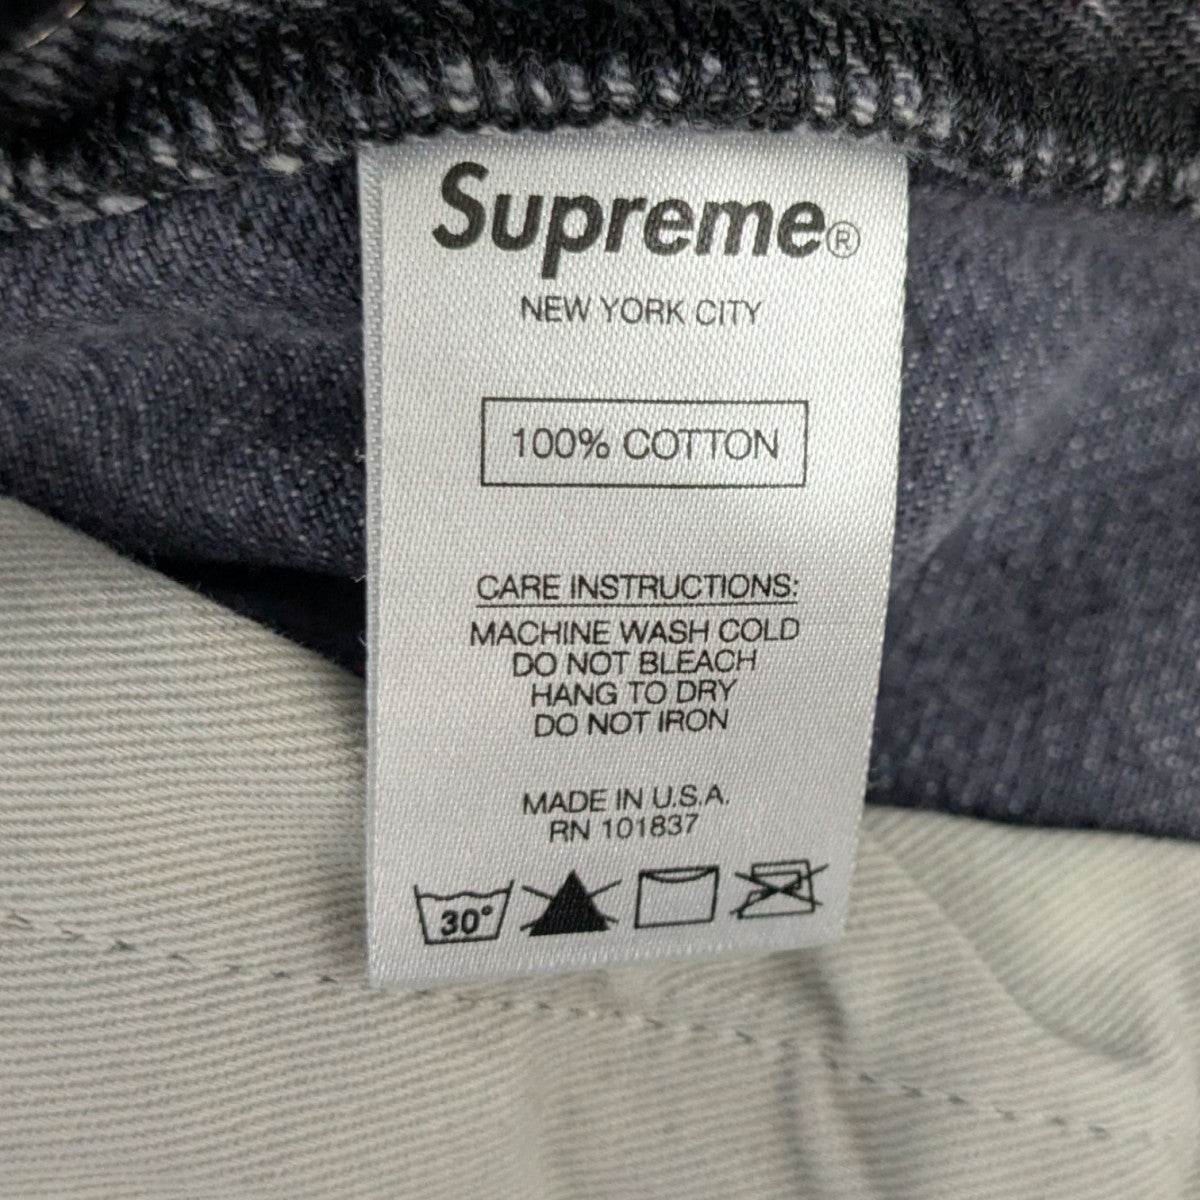 Supreme®
NEW YORK CITY
100% COTTON
CARE INSTRUCTIONS:
MACHINE WASH COLD
DO NOT BLEACH
HANG TO DRY
DO NOT IRON
MADE IN U.S.A.
RN 101837
30°